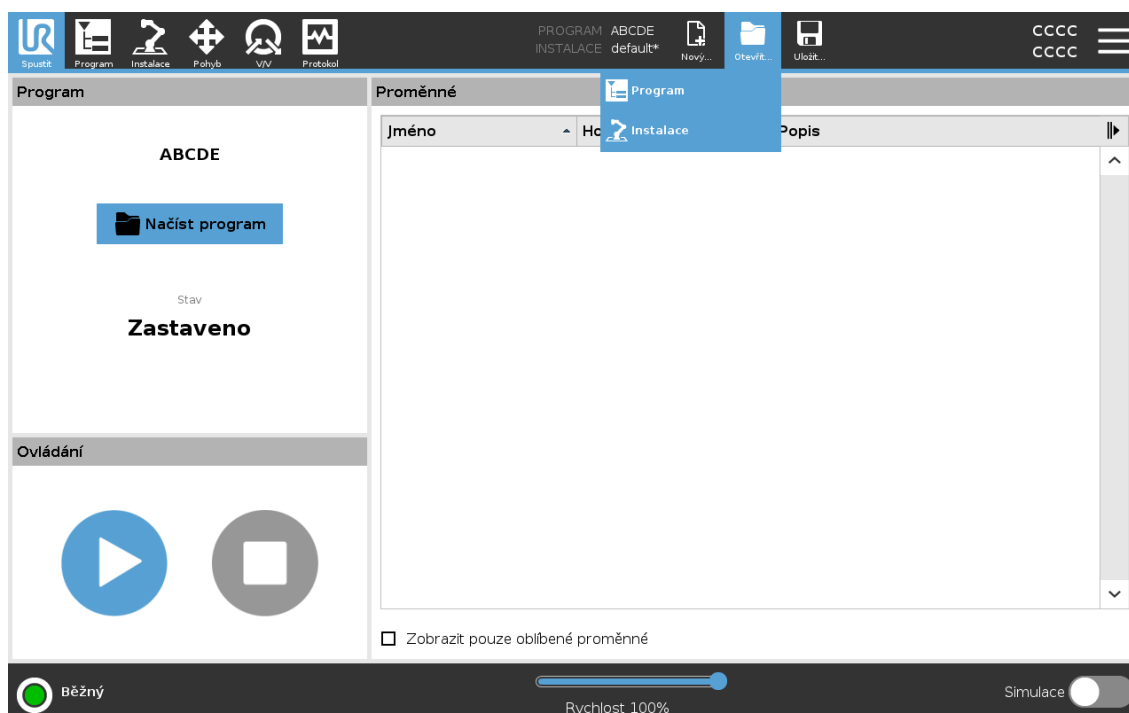 UR
Spustit
Program
Instalace
Pohyb
V/V
Protokol
PROGRAM ABCDE
INSTALACE default*
Nový...
Otevřít...
Uložit...
CCCC
CCCC
Program
Instalace
Program
ABCDE
Načíst program
Stav
Zastaveno
Ovládání
Proměnné
Jméno
Popis
Zobrazit pouze oblíbené proměnné
Běžný
Rychlost 100%
Simulace